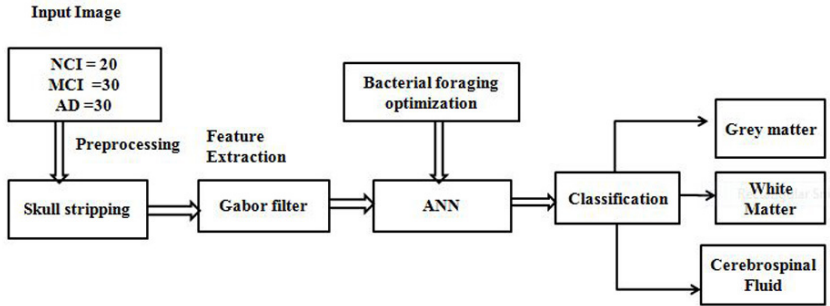 Input Image
NCI = 20
MCI =30
AD =30
Preprocessing
Feature
Extraction
Bacterial foraging
optimization
Skull stripping
Gabor filter
ANN
Classification
Grey matter
White
Matter
Cerebrospinal
Fluid